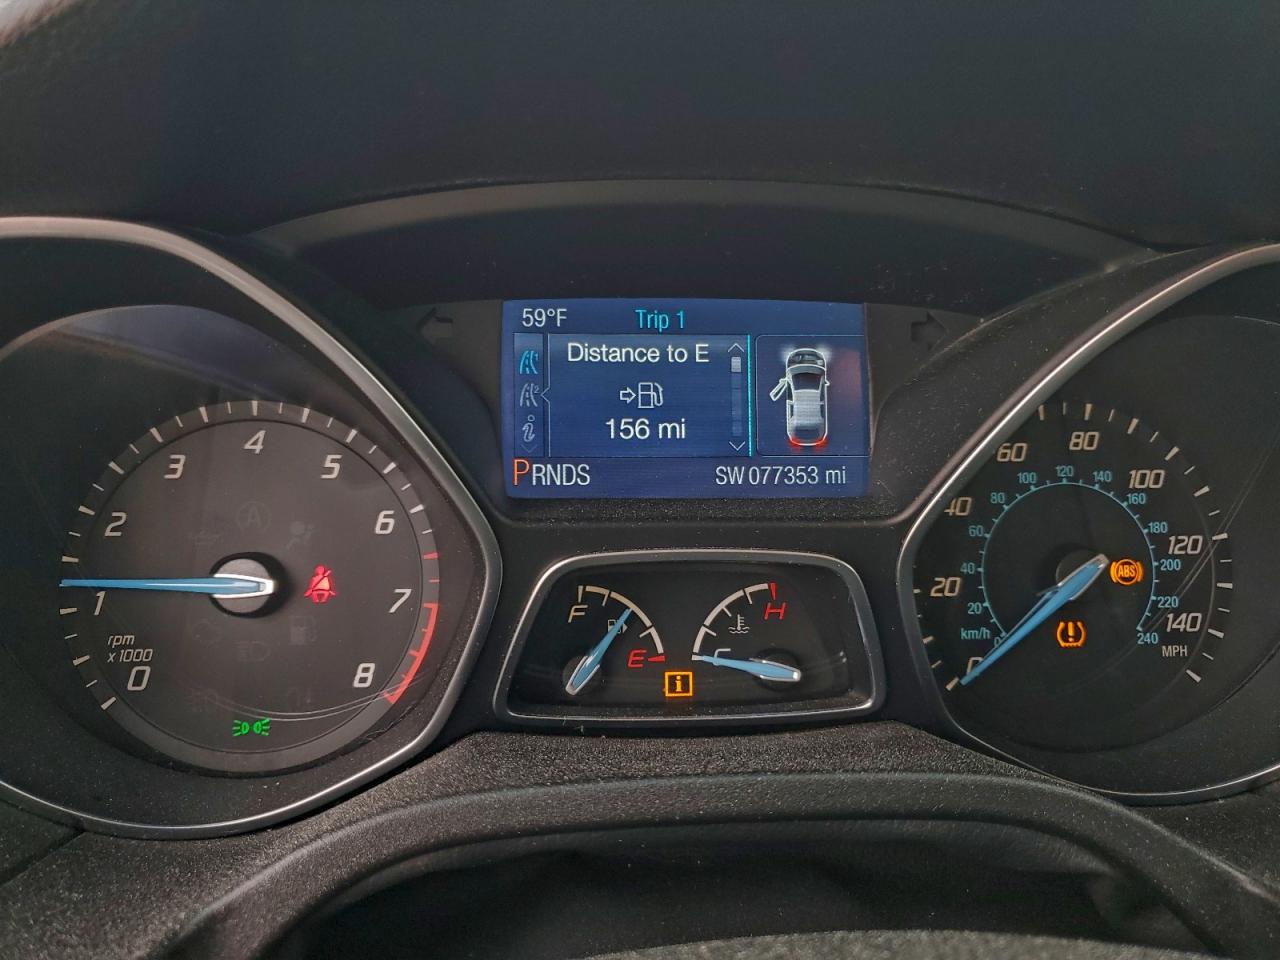 59°F Trip 1
Distance to E
156 mi
PRNDS SW 077353 mi
0 1 2 3 4 5 6 7 8
rpm
x1000
A
F E
C H
i
0 20 40 60 80 100 120 140
MPH
km/h 0 20 40 60 80 100 120 140 160 180 200 220 240
ABS